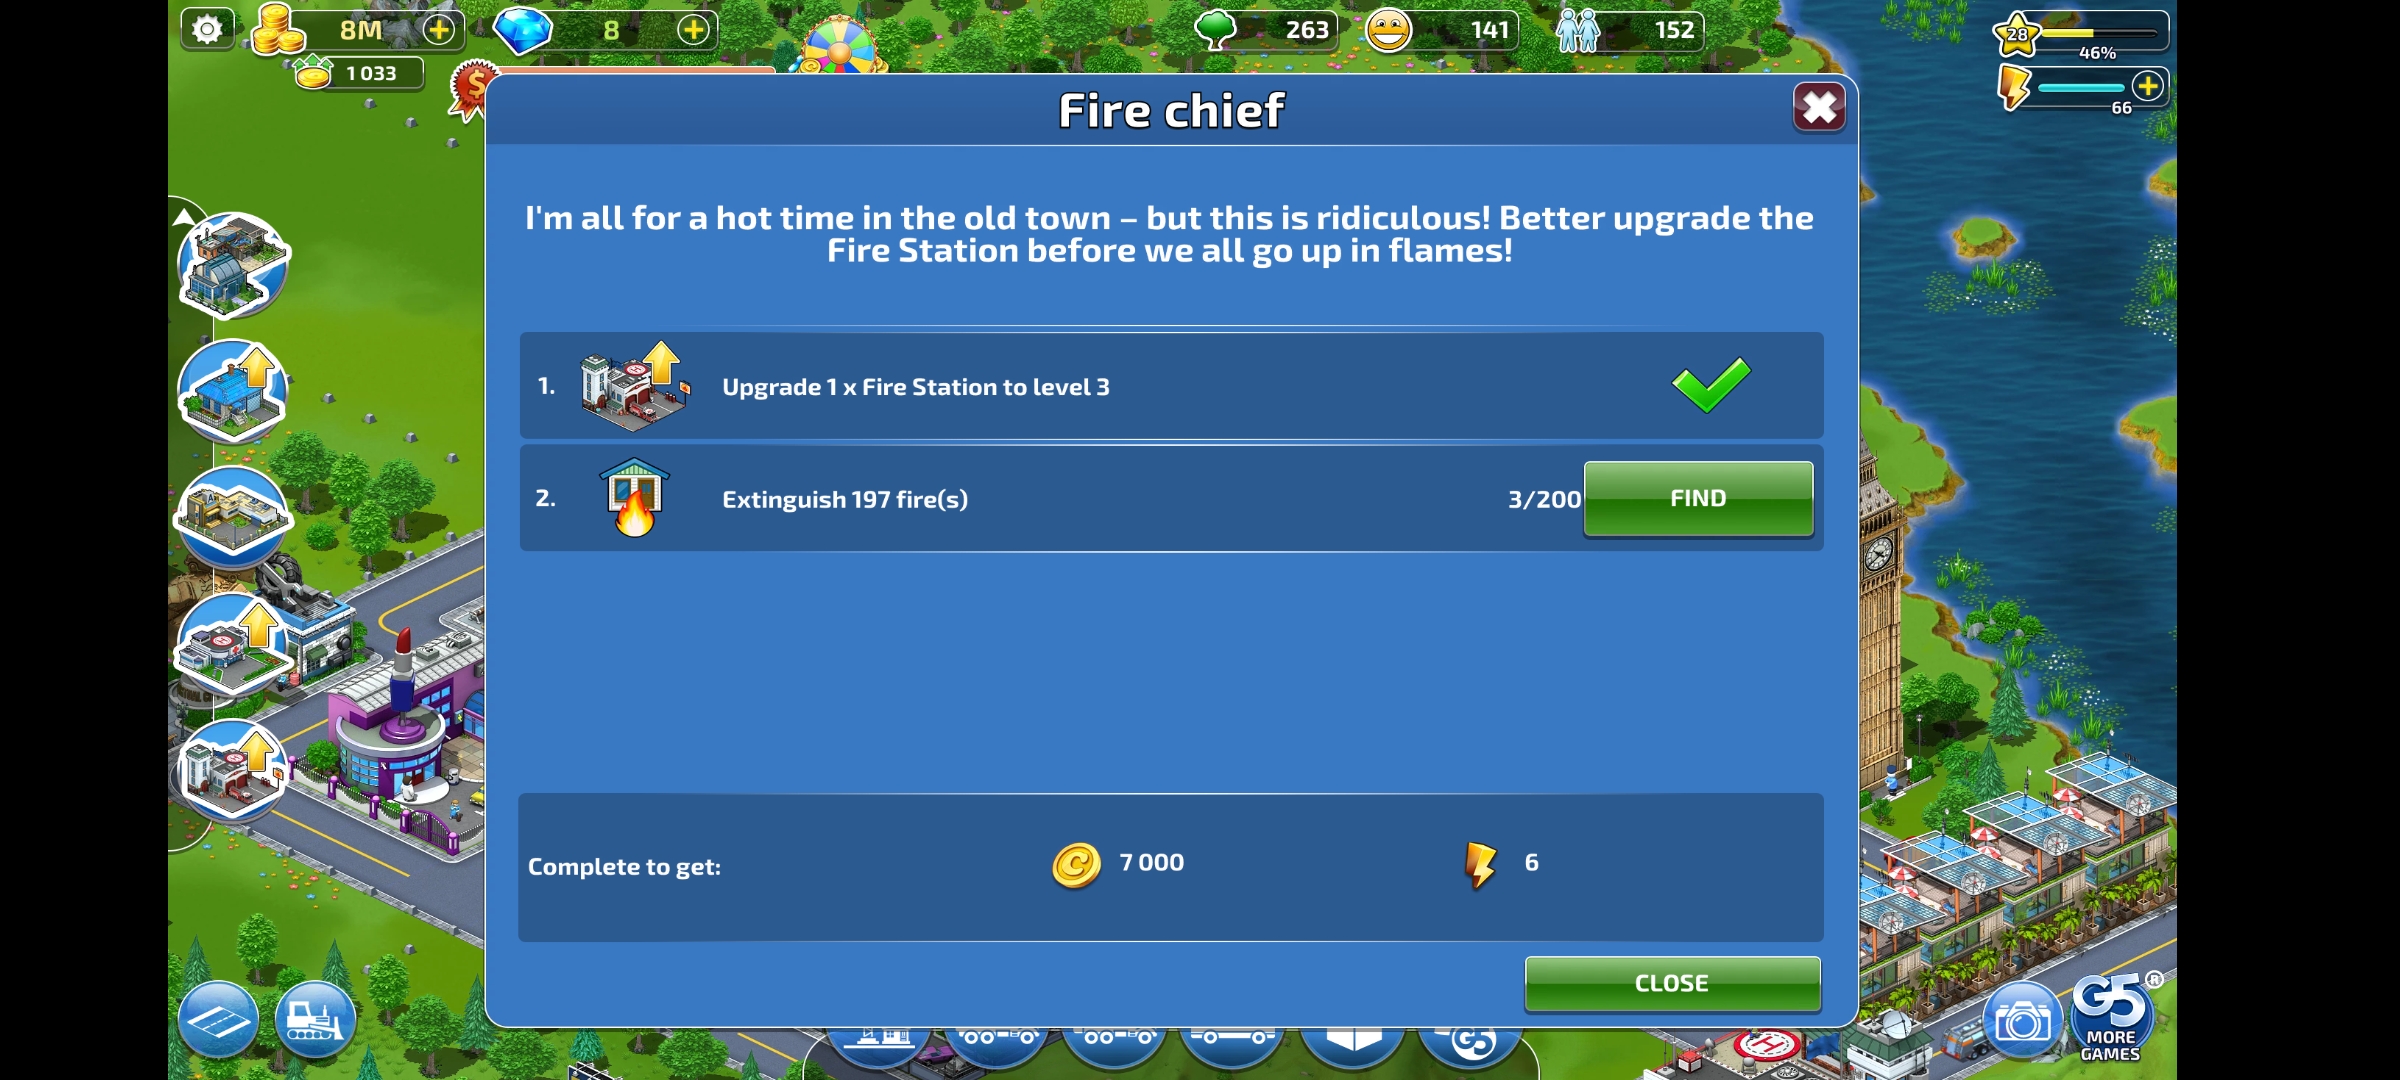 8M
8
263
141
152
28
46%
1 033
66
Fire chief
I'm all for a hot time in the old town – but this is ridiculous! Better upgrade the
Fire Station before we all go up in flames!
1. Upgrade 1 x Fire Station to level 3
2. Extinguish 197 fire(s) 3/200 FIND
Complete to get: 7 000 6
CLOSE
G5
G5 ®
MORE
GAMES